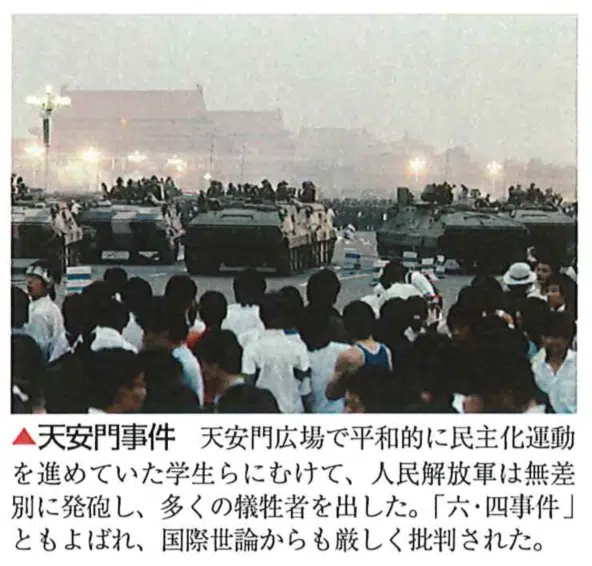 ▲天安門事件　天安門広場で平和的に民主化運動
を進めていた学生らにむけて、人民解放軍は無差
別に発砲し、多くの犠牲者を出した。「六・四事件」
ともよばれ、国際世論からも厳しく批判された。